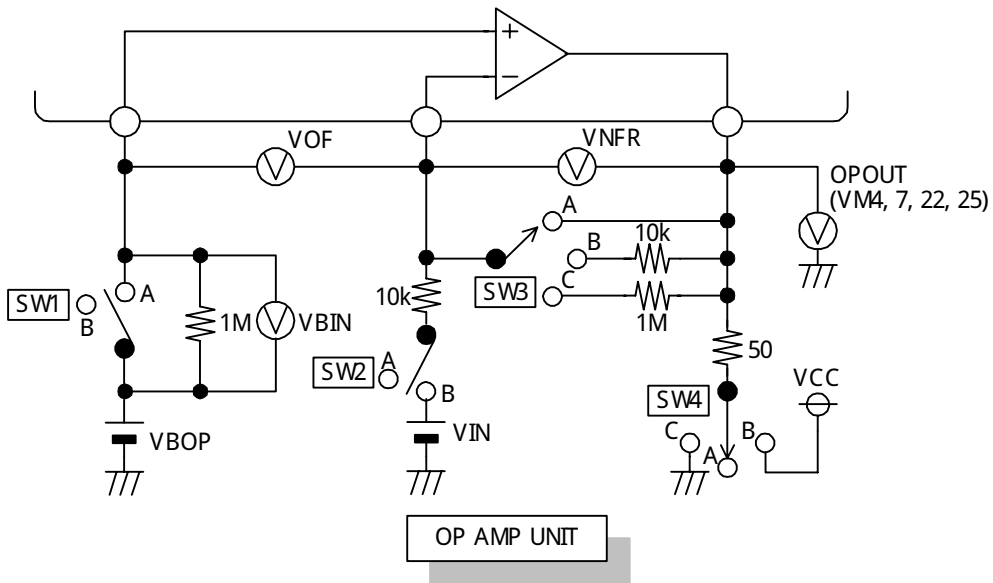 +
−
VOF
VNFR
V
V
OPOUT
(VM4, 7, 22, 25)
V
A
10k
B
C
SW3
1M
SW1
A
B
1M
V
VBIN
10k
SW2
A
B
50
SW4
VCC
C
A
B
VBOP
VIN
OP AMP UNIT